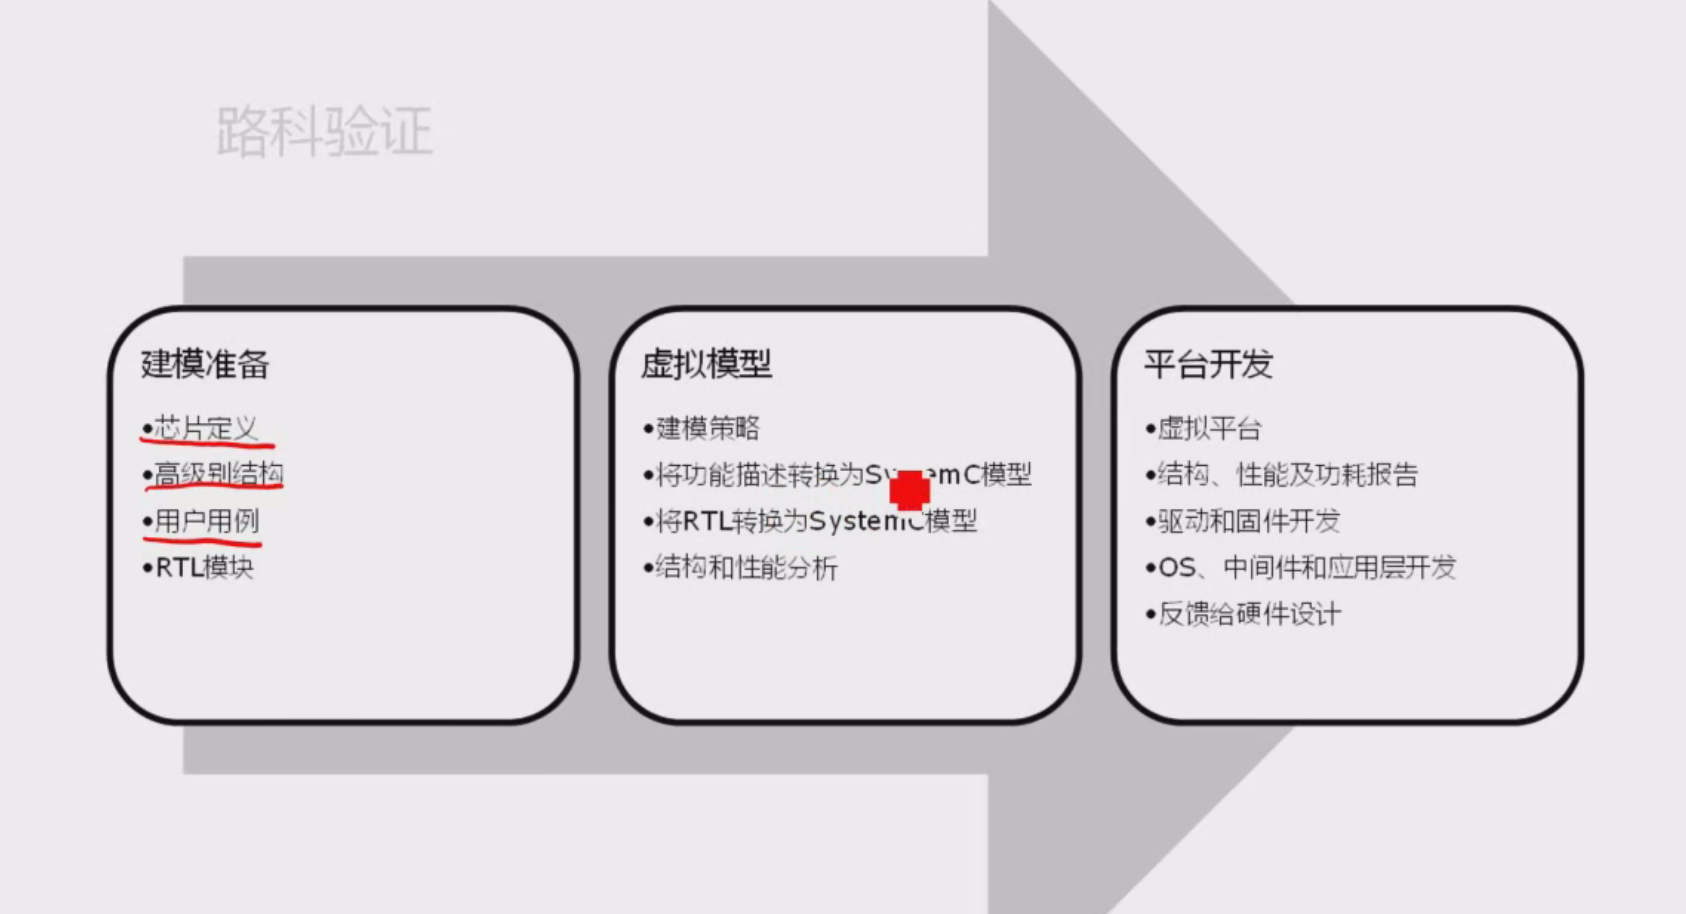 路科验证
建模准备
•芯片定义
•高级别结构
•用户用例
•RTL模块
虚拟模型
•建模策略
•将功能描述转换为SystemC模型
•将RTL转换为SystemC模型
•结构和性能分析
平台开发
•虚拟平台
•结构、性能及功耗报告
•驱动和固件开发
•OS、中间件和应用层开发
•反馈给硬件设计